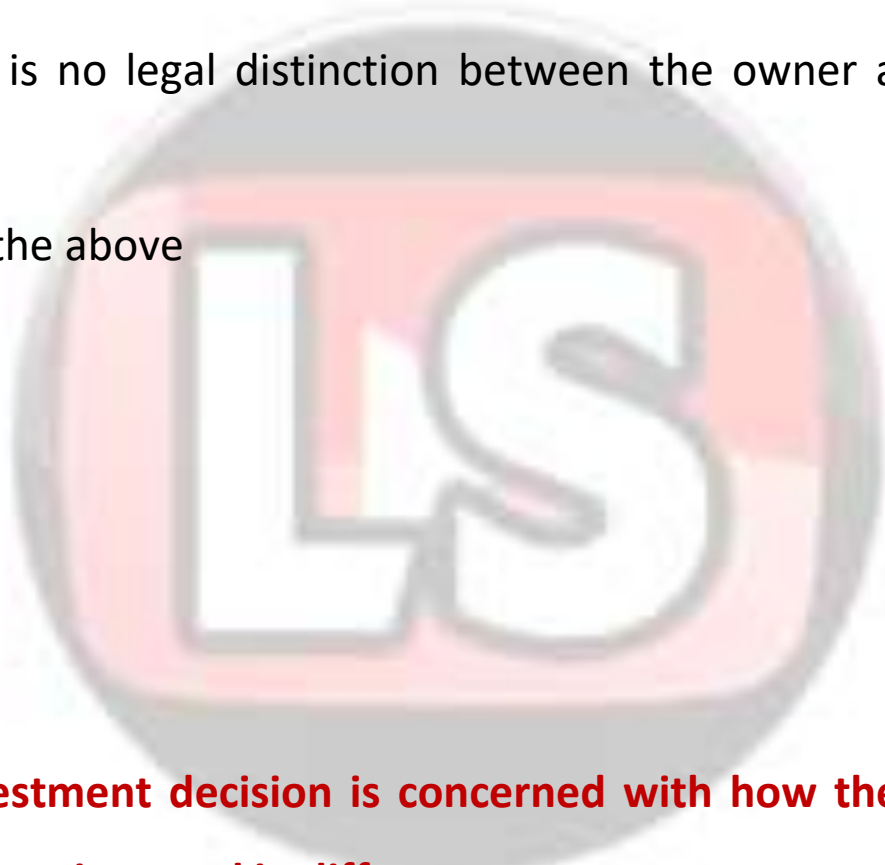 is no legal distinction between the owner a
the above
LS
estment decision is concerned with how the